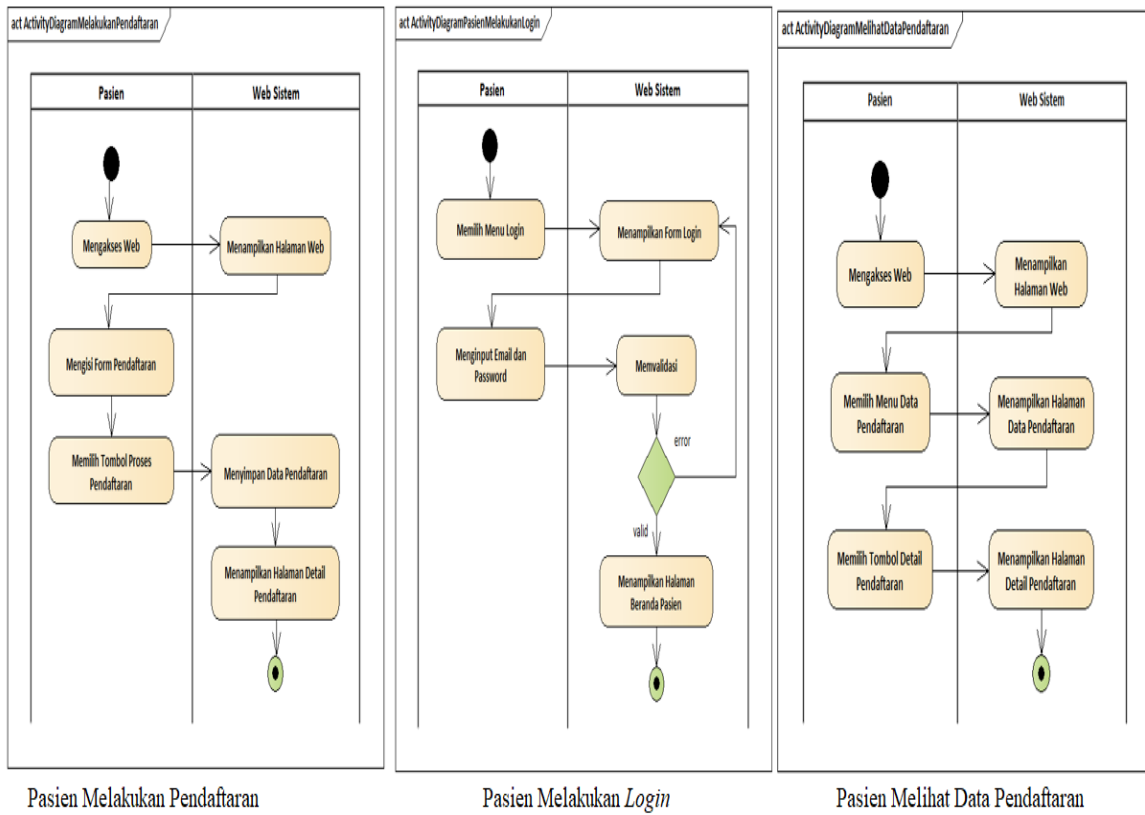 act ActivityDiagramMelakukanPendaftaran
Pasien
Web Sistem
Mengakses Web
Menampilkan Halaman Web
Mengisi Form Pendaftaran
Memilih Tombol Proses
Pendaftaran
Menyimpan Data Pendaftaran
Menampilkan Halaman Detail
Pendaftaran
Pasien Melakukan Pendaftaran
act ActivityDiagramPasienMelakukanLogin
Pasien
Web Sistem
Memilih Menu Login
Menampilkan Form Login
Menginput Email dan
Password
Memvalidasi
error
valid
Menampilkan Halaman
Beranda Pasien
Pasien Melakukan Login
act ActivityDiagramMelihatDataPendaftaran
Pasien
Web Sistem
Mengakses Web
Menampilkan
Halaman Web
Memilih Menu Data
Pendaftaran
Menampilkan Halaman
Data Pendaftaran
Memilih Tombol Detail
Pendaftaran
Menampilkan Halaman
Detail Pendaftaran
Pasien Melihat Data Pendaftaran